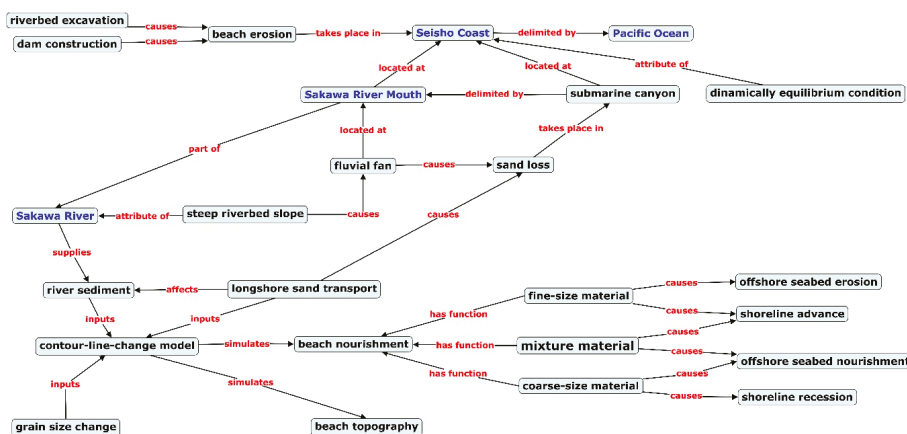 riverbed excavation
causes
beach erosion
takes place in
Seisho Coast
delimited by
Pacific Ocean
dam construction
causes
located at
located at
attribute of
Sakawa River Mouth
delimited by
submarine canyon
dinamically equilibrium condition
located at
takes place in
part of
fluvial fan
causes
sand loss
Sakawa River
attribute of
steep riverbed slope
causes
causes
supplies
river sediment
affects
longshore sand transport
fine-size material
causes
offshore seabed erosion
causes
shoreline advance
inputs
inputs
has function
causes
contour-line-change model
simulates
beach nourishment
has function
mixture material
causes
offshore seabed nourishment
has function
causes
inputs
simulates
coarse-size material
causes
shoreline recession
grain size change
beach topography